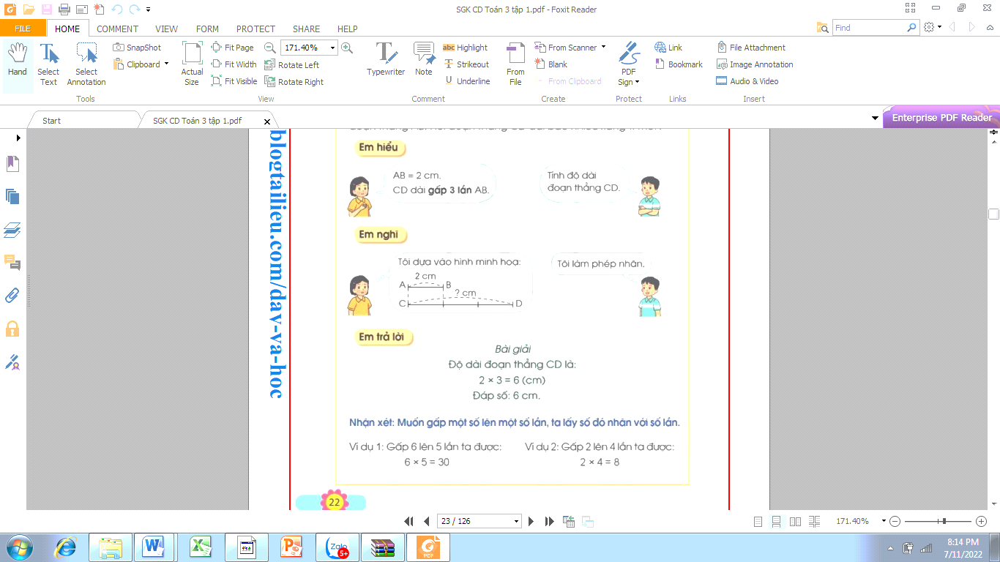 SGK CD Toán 3 tập 1.pdf - Foxit Reader
FILE HOME COMMENT VIEW FORM PROTECT SHARE HELP
Find
Hand
Select Text
Select Annotation
SnapShot
Clipboard
Tools
Actual Size
Fit Page
Fit Width
Fit Visible
171.40%
Rotate Left
Rotate Right
View
Typewriter
Note
abc Highlight
T Strikeout
U Underline
Comment
From File
From Scanner
Blank
From Clipboard
Create
PDF Sign
Protect
Link
Bookmark
Links
File Attachment
Image Annotation
Audio & Video
Insert
Start
SGK CD Toán 3 tập 1.pdf
Enterprise PDF Reader
blogtailieu.com/day-va-hoc
Em hiểu
AB = 2 cm.
CD dài gấp 3 lần AB.
Tính độ dài
đoạn thẳng CD.
Em nghĩ
Tôi dựa vào hình minh hoạ:
2 cm
A B
? cm
C D
Tôi làm phép nhân.
Em trả lời
Bài giải
Độ dài đoạn thẳng CD là:
2 × 3 = 6 (cm)
Đáp số: 6 cm.
Nhận xét: Muốn gấp một số lên một số lần, ta lấy số đó nhân với số lần.
Ví dụ 1: Gấp 6 lên 5 lần ta được:
6 × 5 = 30
Ví dụ 2: Gấp 2 lên 4 lần ta được:
2 × 4 = 8
22
23 / 126
171.40%
Zalo
5+
PDF
8:14 PM
7/11/2022